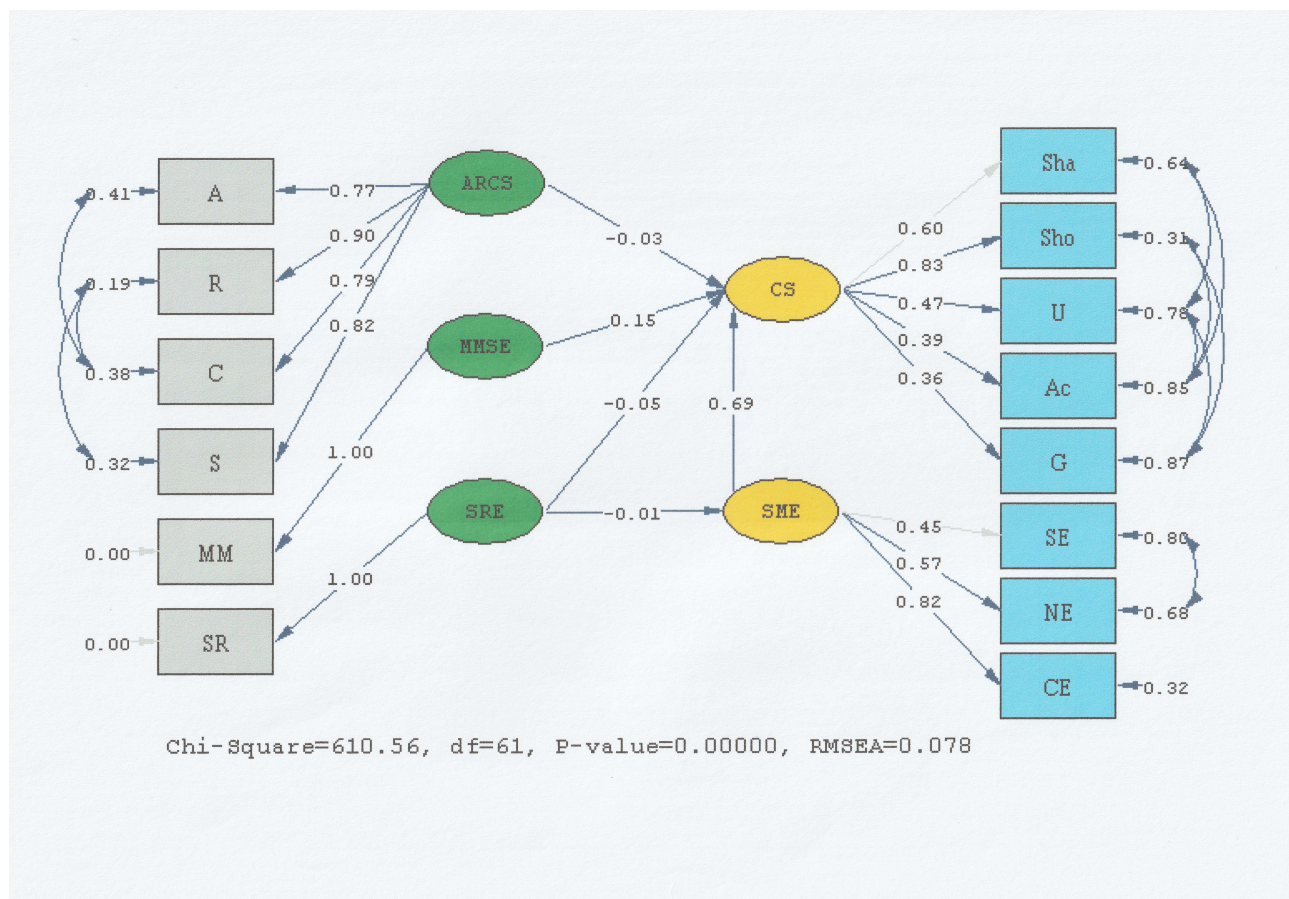 Sha
0.64
ARCS
0.41
A
0.77
0.60
Sho
0.31
0.90
-0.03
0.83
0.19
R
0.79
CS
0.47
U
0.78
0.82
0.15
0.39
MMSE
0.38
C
0.36
Ac
0.85
-0.05
0.69
0.32
S
1.00
G
0.87
SRE
-0.01
SME
0.45
SE
0.80
0.00
MM
0.57
1.00
0.82
NE
0.68
0.00
SR
CE
0.32
Chi-Square=610.56, df=61, P-value=0.00000, RMSEA=0.078